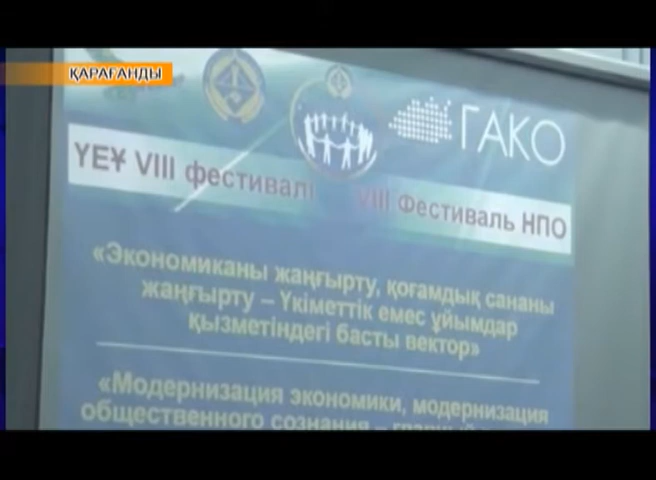 ҚАРАҒАНДЫ
ГАКО
ҮЕҰ VIII фестивалі
VIII Фестиваль НПО
«Экономиканы жаңғырту, қоғамдық сананы
жаңғырту – Үкіметтік емес ұйымдар
қызметіндегі басты вектор»
«Модернизация экономики, модернизация
общественного сознания –